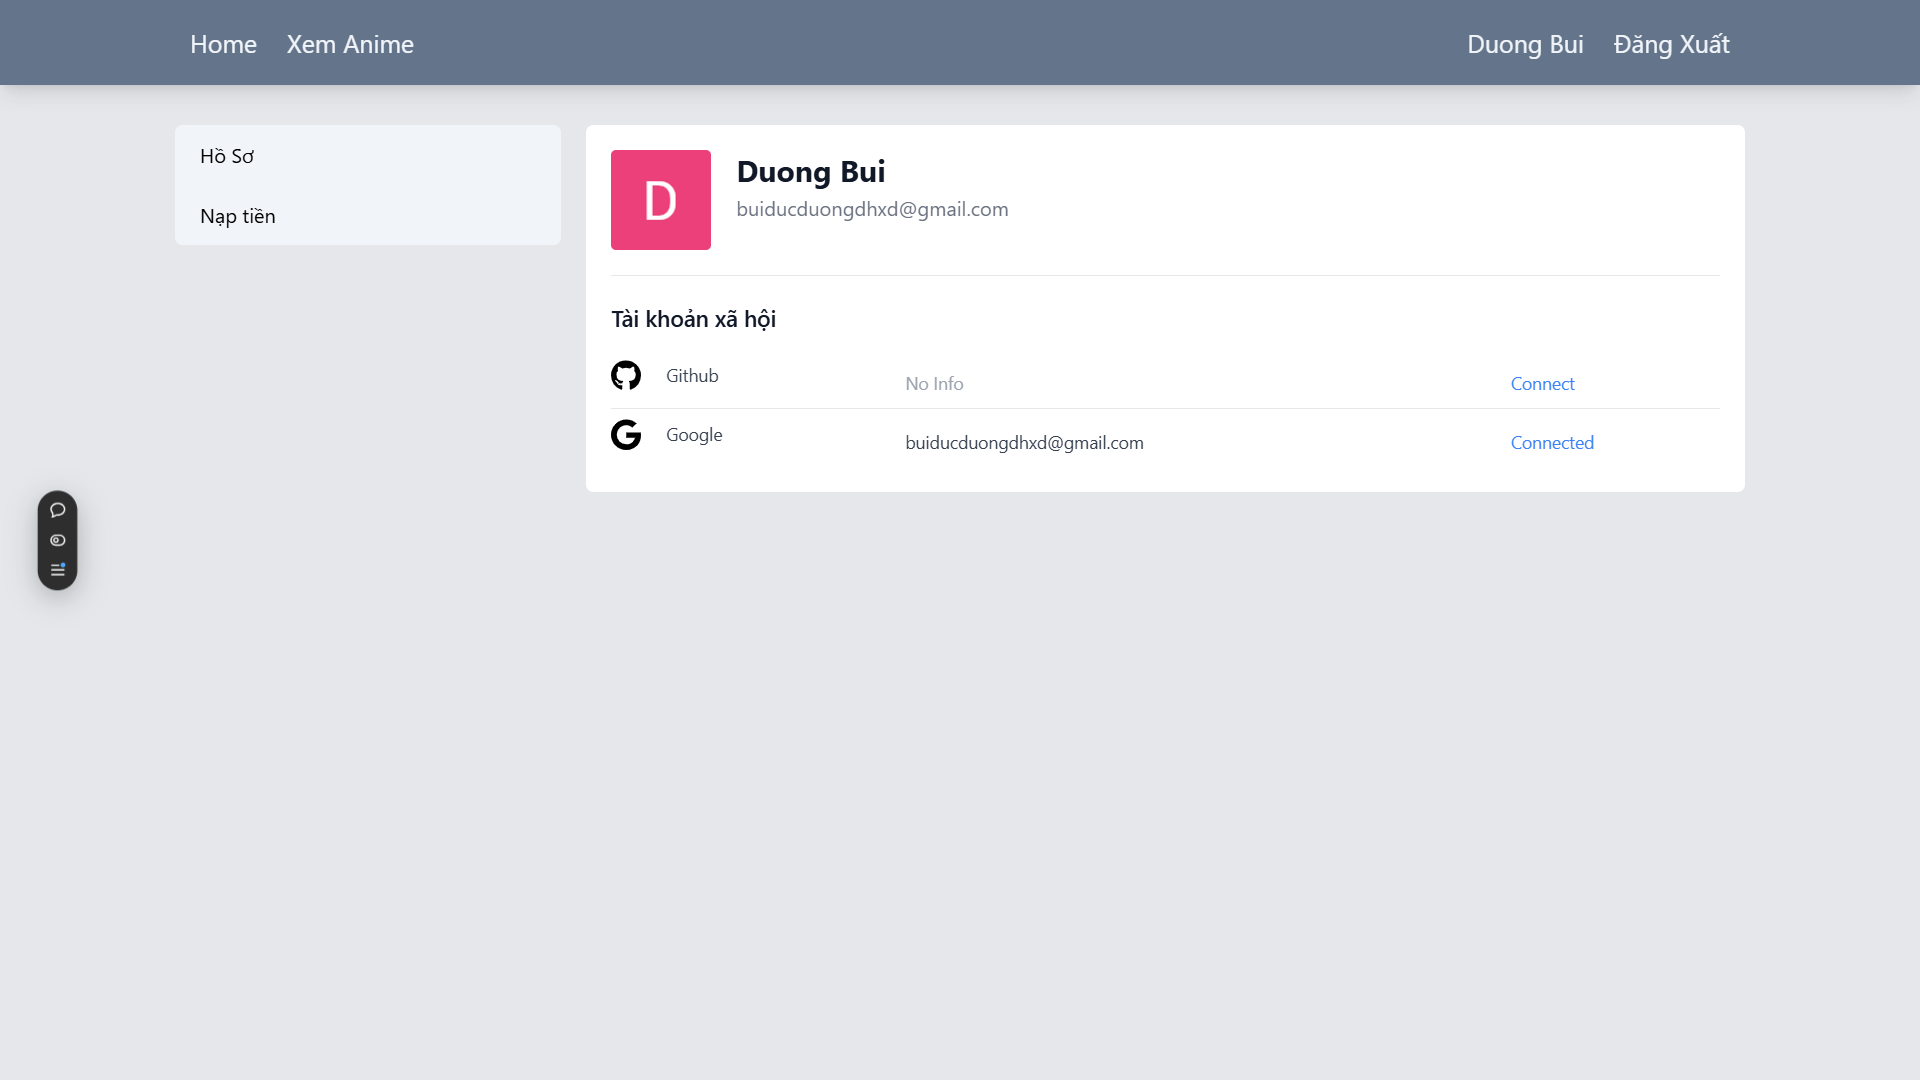 Home Xem Anime Duong Bui Đăng Xuất
Hồ Sơ
Nạp tiền
D
Duong Bui
buiducduongdhxd@gmail.com
Tài khoản xã hội
Github No Info Connect
Google buiducduongdhxd@gmail.com Connected